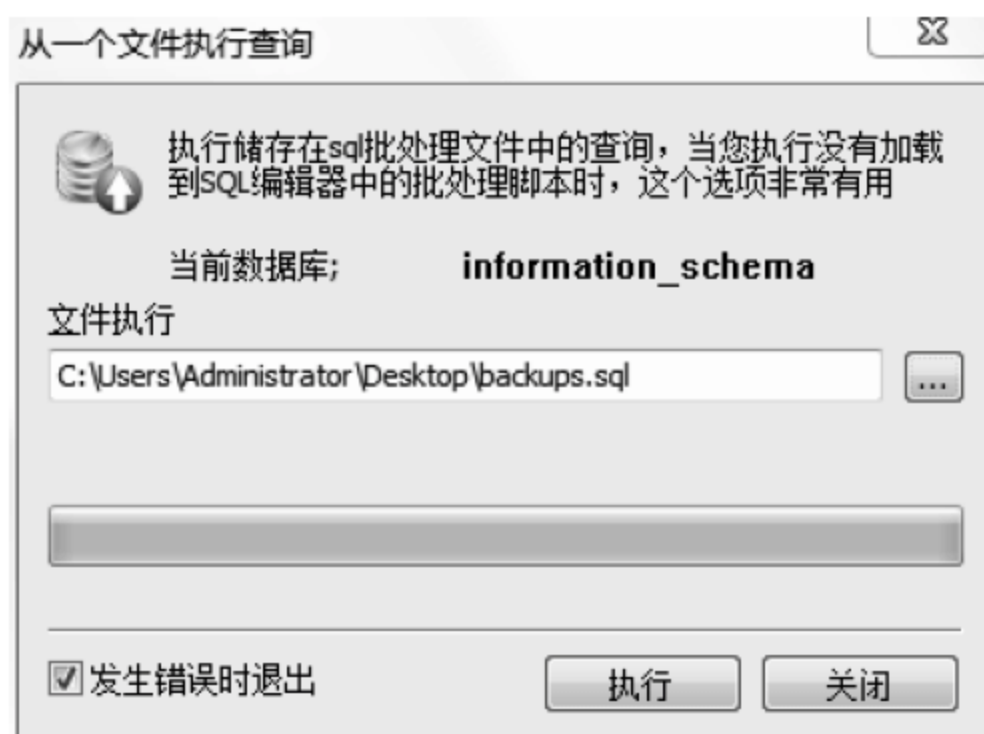 从一个文件执行查询
执行储存在sql批处理文件中的查询，当您执行没有加载
到SQL编辑器中的批处理脚本时，这个选项非常有用
当前数据库; information_schema
文件执行
C:\Users\Administrator\Desktop\backups.sql
...
发生错误时退出
执行 关闭